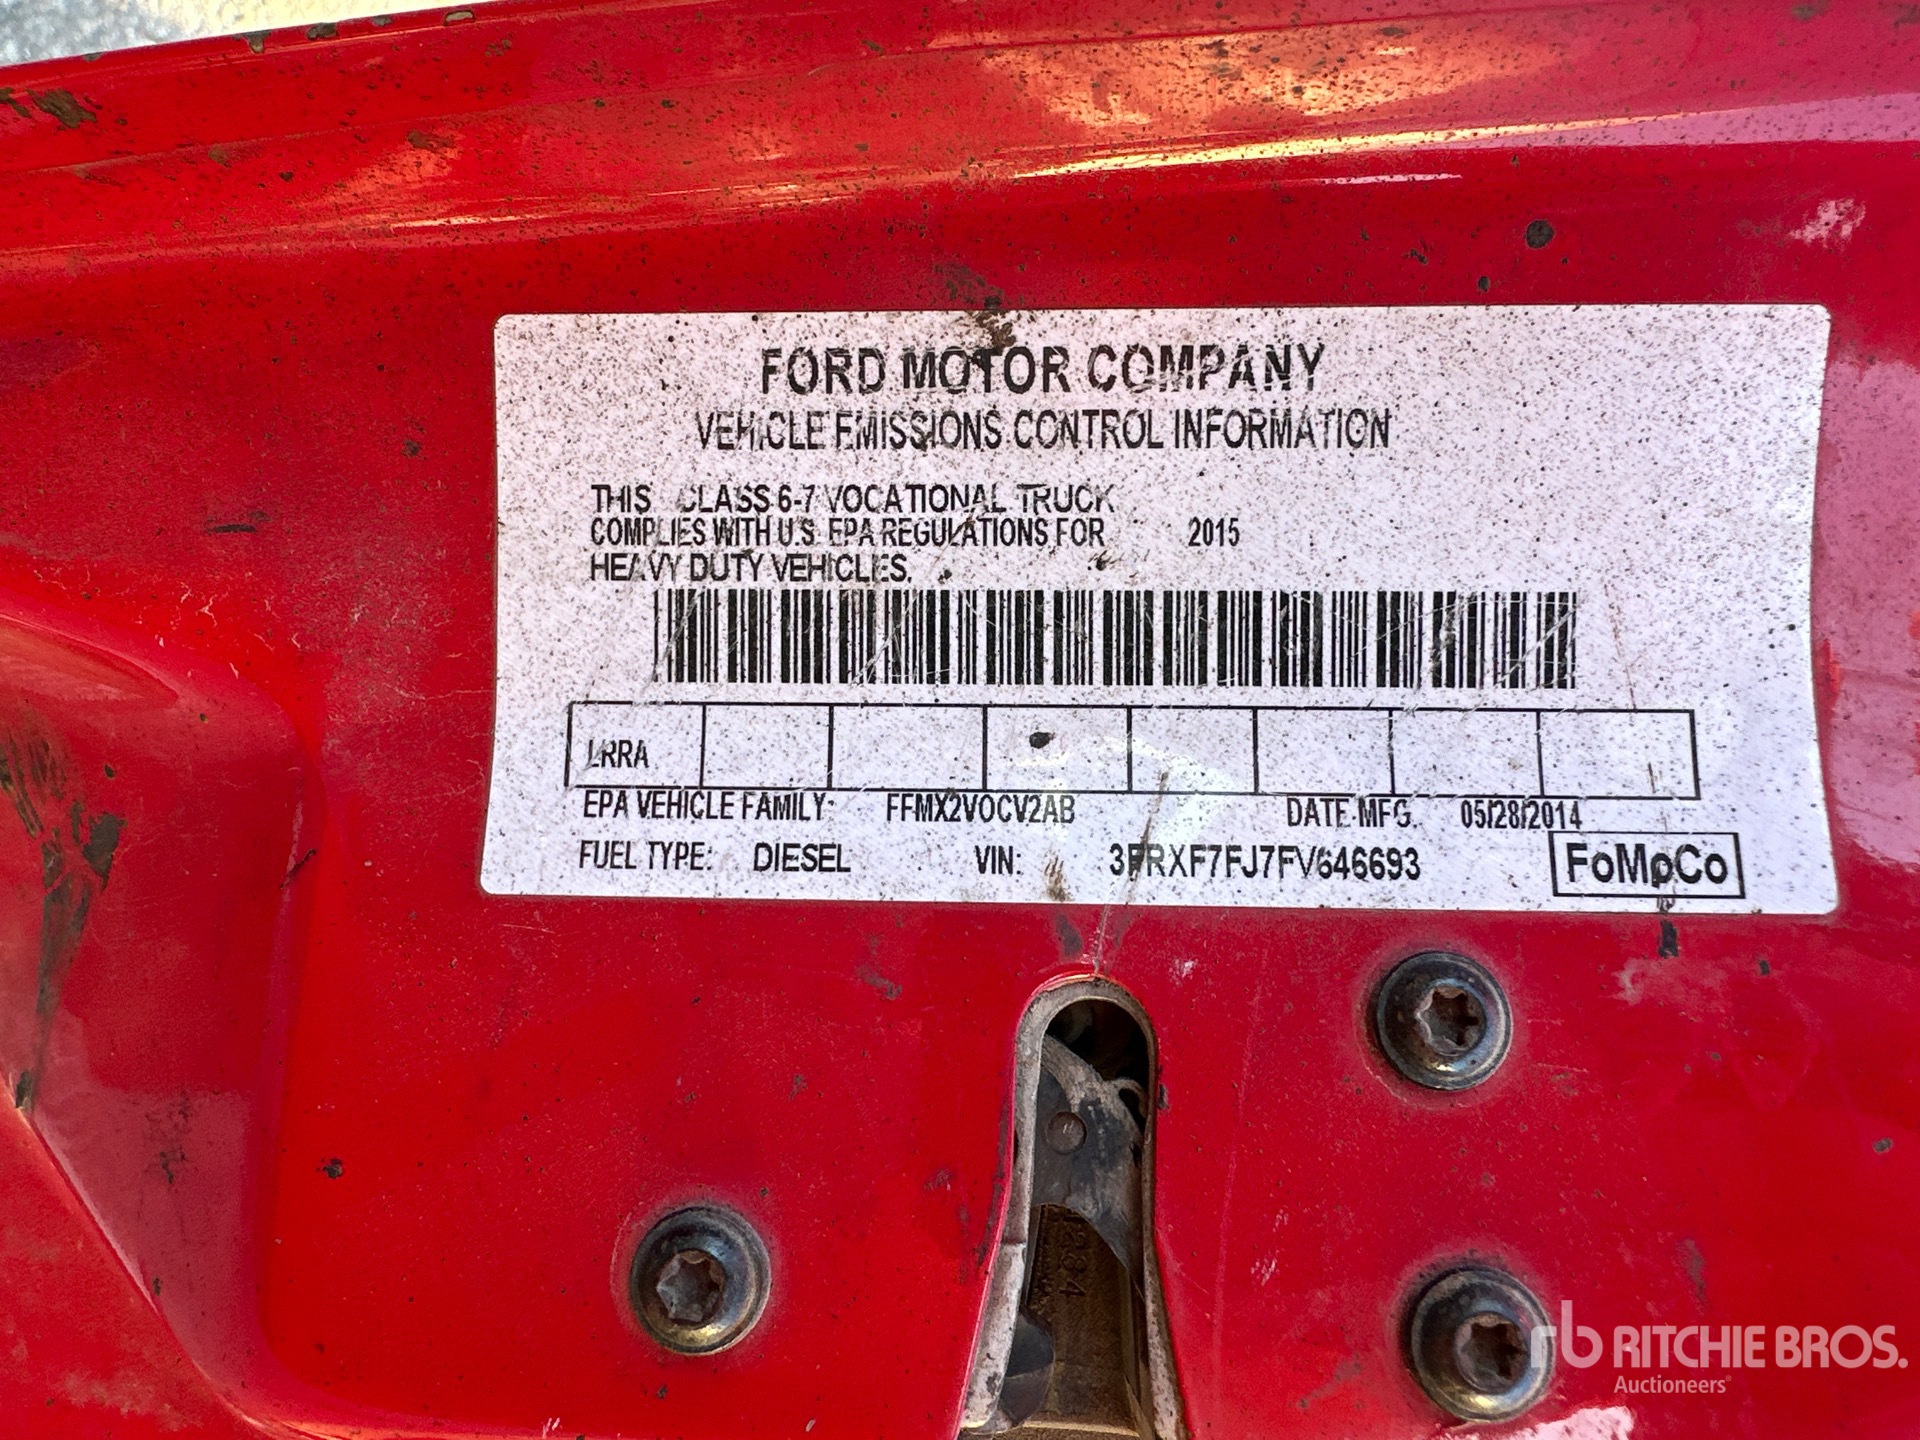 FORD MOTOR COMPANY
VEHICLE EMISSIONS CONTROL INFORMATION
THIS CLASS 6-7 VOCATIONAL TRUCK
COMPLIES WITH U.S. EPA REGULATIONS FOR 2015
HEAVY DUTY VEHICLES.
LRRA
EPA VEHICLE FAMILY: FFMX2VOCV2AB DATE MFG. 05/28/2014
FUEL TYPE: DIESEL VIN: 3FRXF7FJ7FV646693
FoMoCo
1284
rb RITCHIE BROS.
Auctioneers